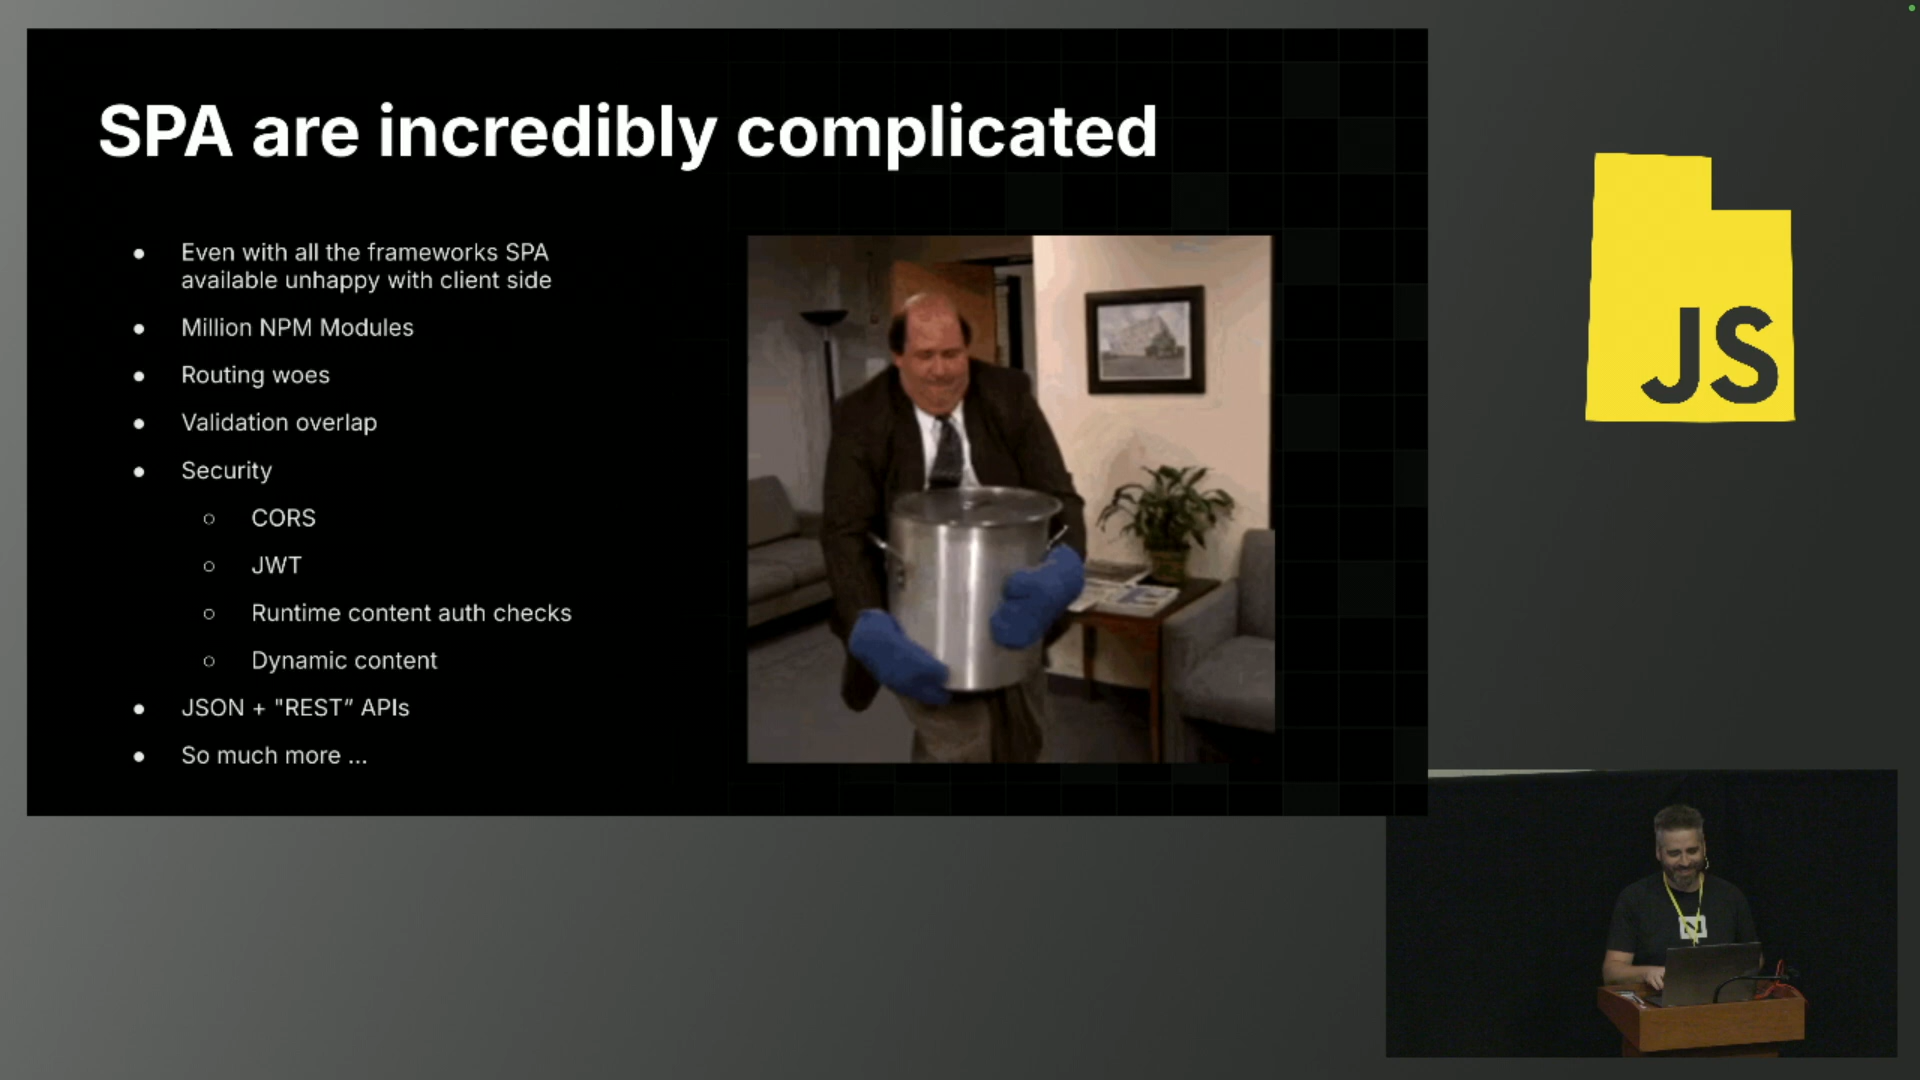 SPA are incredibly complicated
● Even with all the frameworks SPA
available unhappy with client side
● Million NPM Modules
● Routing woes
● Validation overlap
● Security
○ CORS
○ JWT
○ Runtime content auth checks
○ Dynamic content
● JSON + "REST” APIs
● So much more ...
JS
N